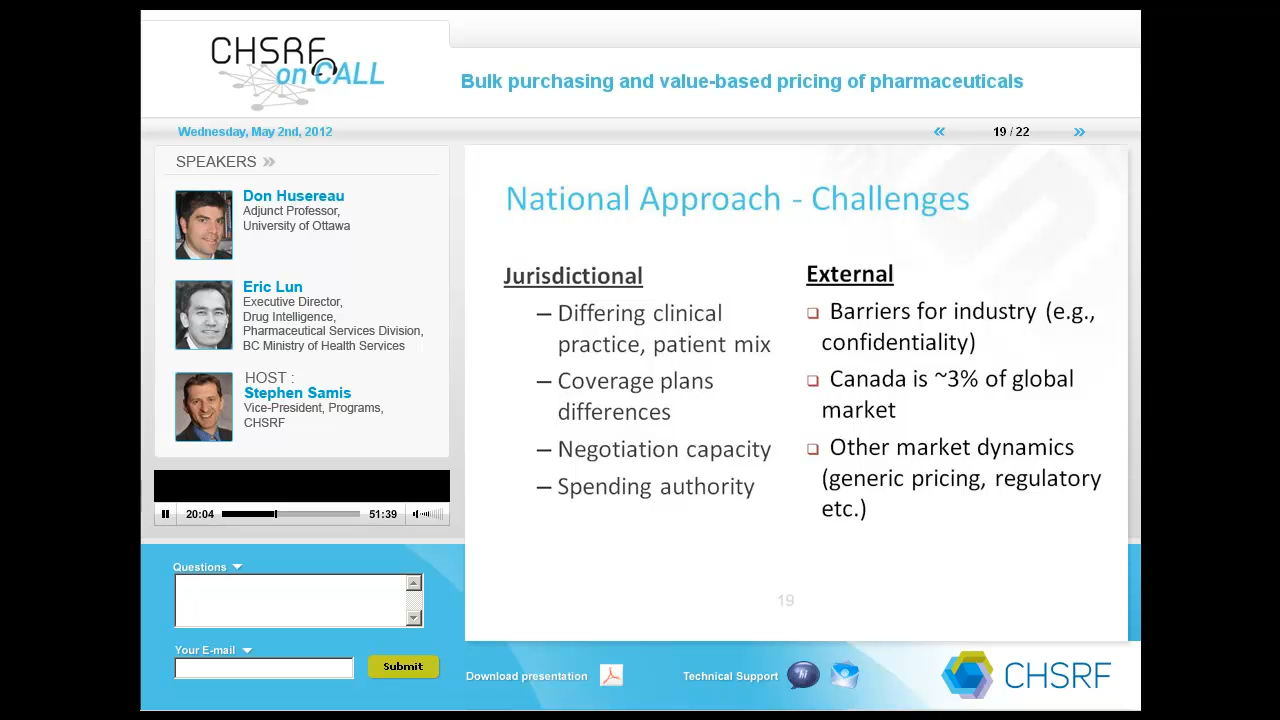 CHSRF
on CALL
Bulk purchasing and value-based pricing of pharmaceuticals
Wednesday, May 2nd, 2012
19 / 22
SPEAKERS
Don Husereau
Adjunct Professor,
University of Ottawa
Eric Lun
Executive Director,
Drug Intelligence,
Pharmaceutical Services Division,
BC Ministry of Health Services
HOST :
Stephen Samis
Vice-President, Programs,
CHSRF
20:04
51:39
Questions
Your E-mail
Submit
National Approach - Challenges
Jurisdictional
– Differing clinical
practice, patient mix
– Coverage plans
differences
– Negotiation capacity
– Spending authority
External
❑ Barriers for industry (e.g.,
confidentiality)
❑ Canada is ~3% of global
market
❑ Other market dynamics
(generic pricing, regulatory
etc.)
19
Download presentation
Technical Support
hi
CHSRF